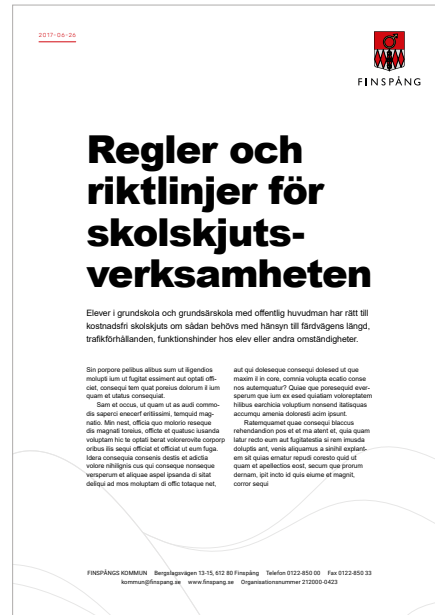 2017-06-26
FINSPÅNG
Regler och
riktlinjer för
skolskjuts-
verksamheten
Elever i grundskola och grundsärskola med offentlig huvudman har rätt till
kostnadsfri skolskjuts om sådan behövs med hänsyn till färdvägens längd,
trafikförhållanden, funktionshinder hos elev eller andra omständigheter.
Sin porpore pelibus alibus sum ut iligendios
molupti ium ut fugitat essiment aut optati offi-
ciet, consequi tem quat poreius dolorum il ium
quam et utatus consequiat.
Sam et occus, ut quam ut as audi commo-
dis saperci encerf eritissimi, temquid mag-
natio. Min nest, officia quo molorio reseque
dis magnati toreius, officte et quatusc iusanda
voluptam hic te optati berat volorerovite corporp
oribus ilis sequi officiat et officiat ut eum fuga.
Idera consequia consenis destis et adictia
volore nihilignis cus qui conseque nonseque
versperum et aliquae aspel ipsanda di sitat
deliqui ad mos moluptam di offic totaque net,
aut qui doleseque consequi dolesed ut que
maxim il in core, comnia volupta ecatio conse
nos autemquatur? Quiae que poresequid ever-
sperum que ium ex esed quiatiam voloreptatem
hilibus earchicia voluptium nonsend itatisquas
accumqu amenia doloresti acim ipsunt.
Ratemquamet quae consequi blaccus
rehendandion pos et et ma atent et, quia quam
latur recto eum aut fugitatestia si rem imusda
doluptis ant, venis aliquamus a sinihil explant-
em sit quias ernatur repudi coresto quid ut
quam et apellectios eost, secum que prorum
dernam, ipit incto id quis eiume et magnit,
corror sequi
FINSPÅNGS KOMMUN Bergslagsvägen 13-15, 612 80 Finspång Telefon 0122-850 00 Fax 0122-850 33
kommun@finspang.se www.finspang.se Organisationsnummer 212000-0423